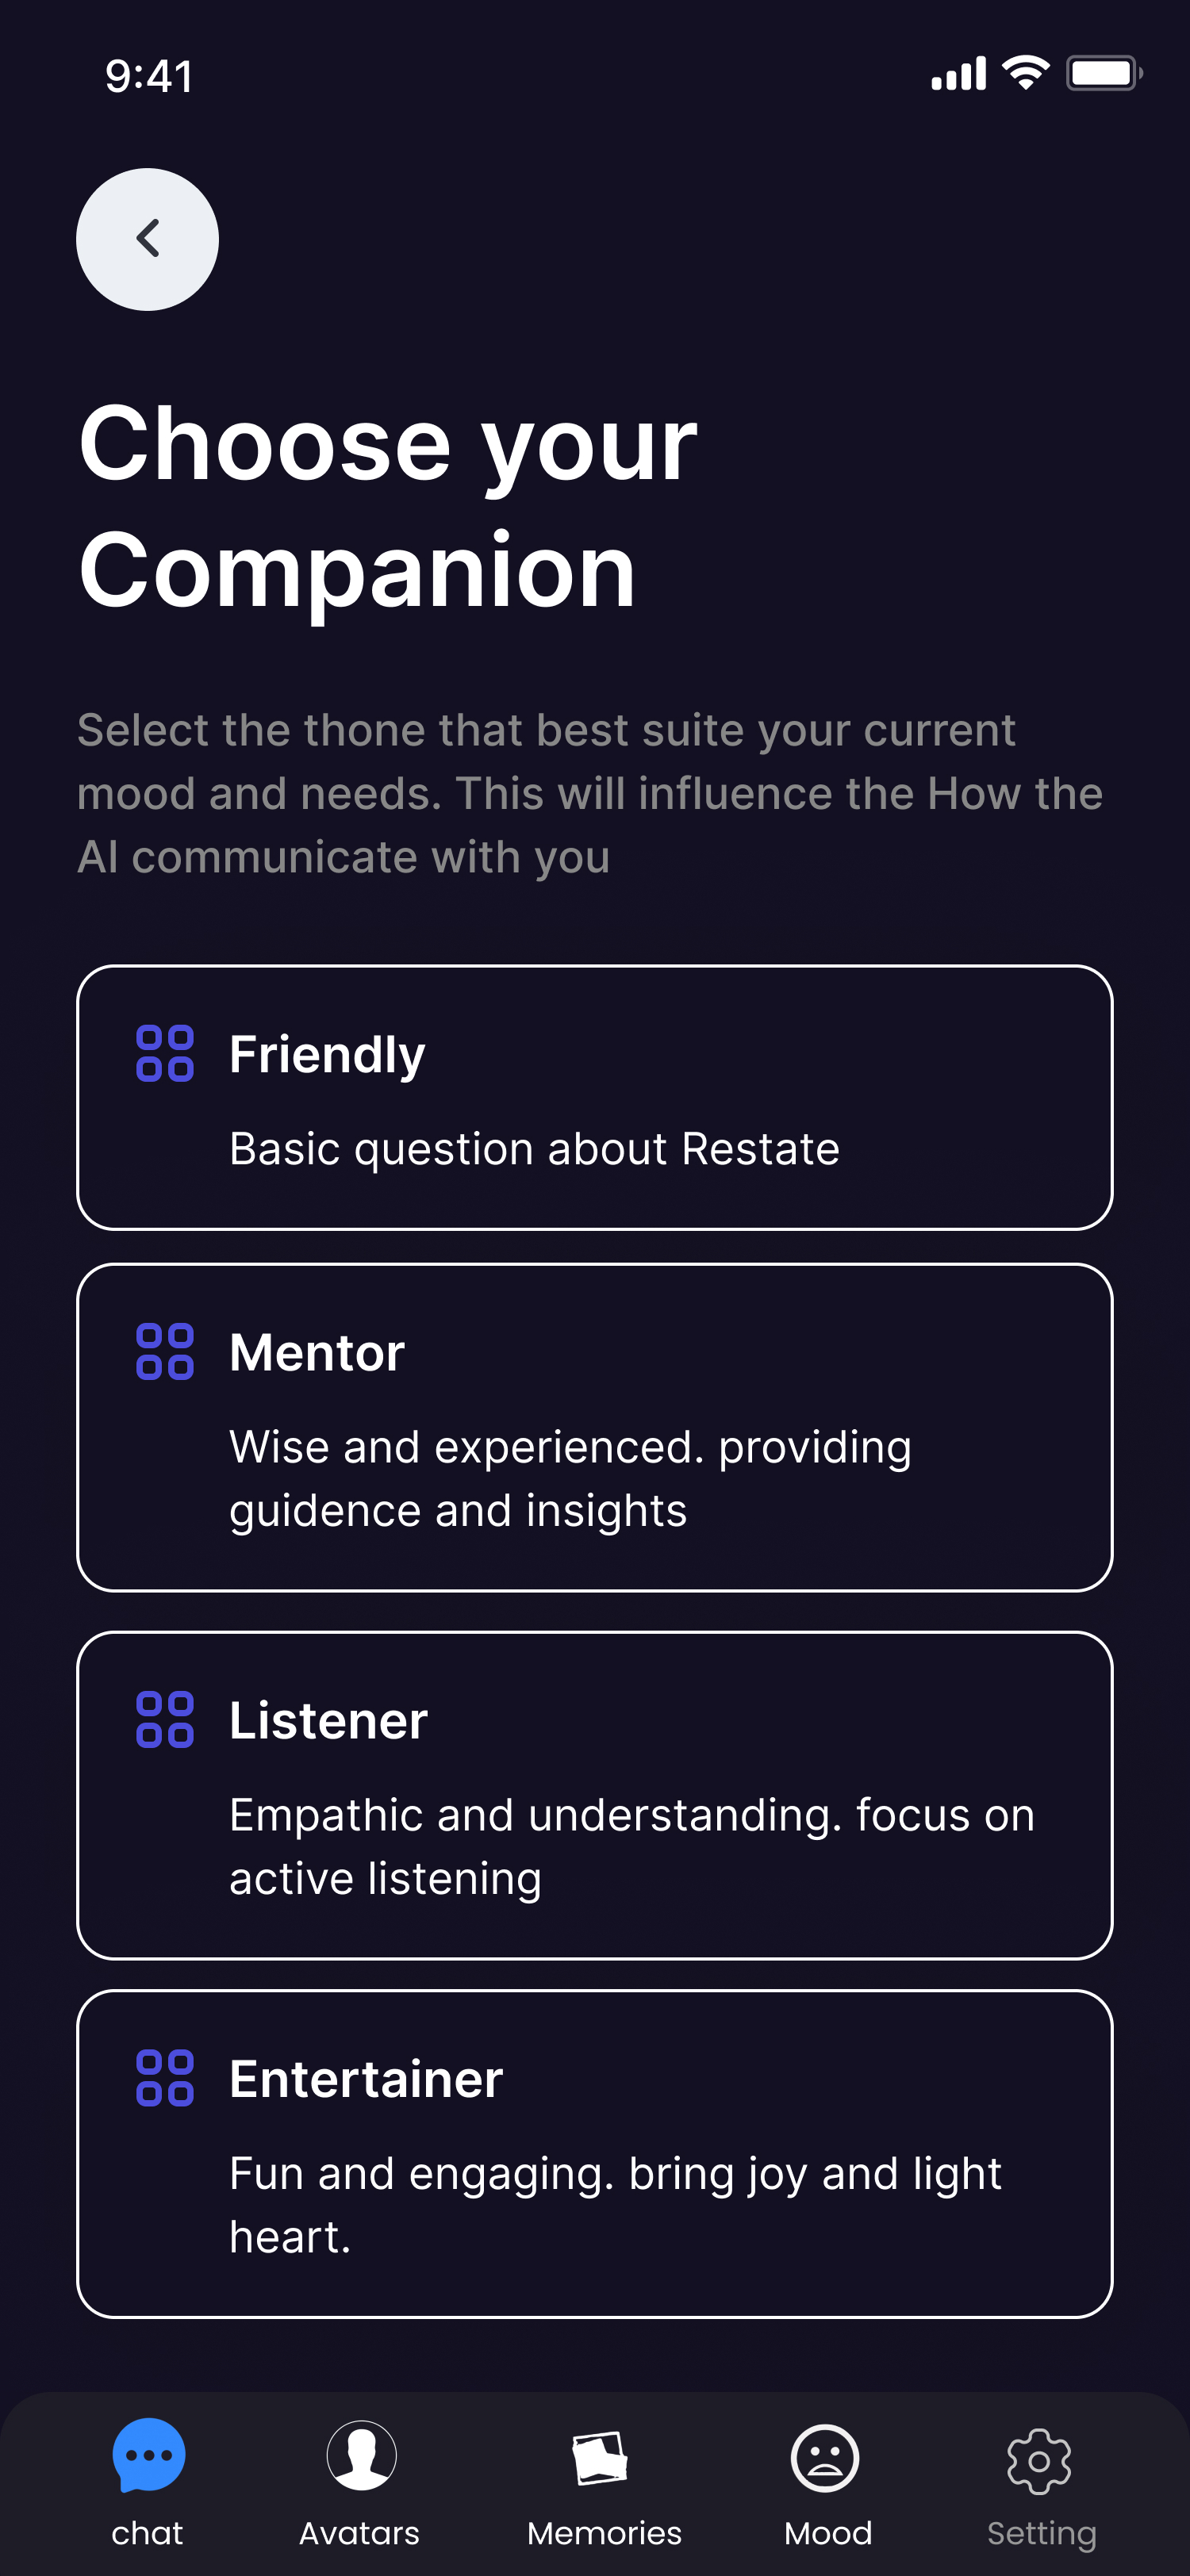 9:41
Choose your
Companion
Select the thone that best suite your current
mood and needs. This will influence the How the
AI communicate with you
Friendly
Basic question about Restate
Mentor
Wise and experienced. providing
guidence and insights
Listener
Empathic and understanding. focus on
active listening
Entertainer
Fun and engaging. bring joy and light
heart.
chat
Avatars
Memories
Mood
Setting